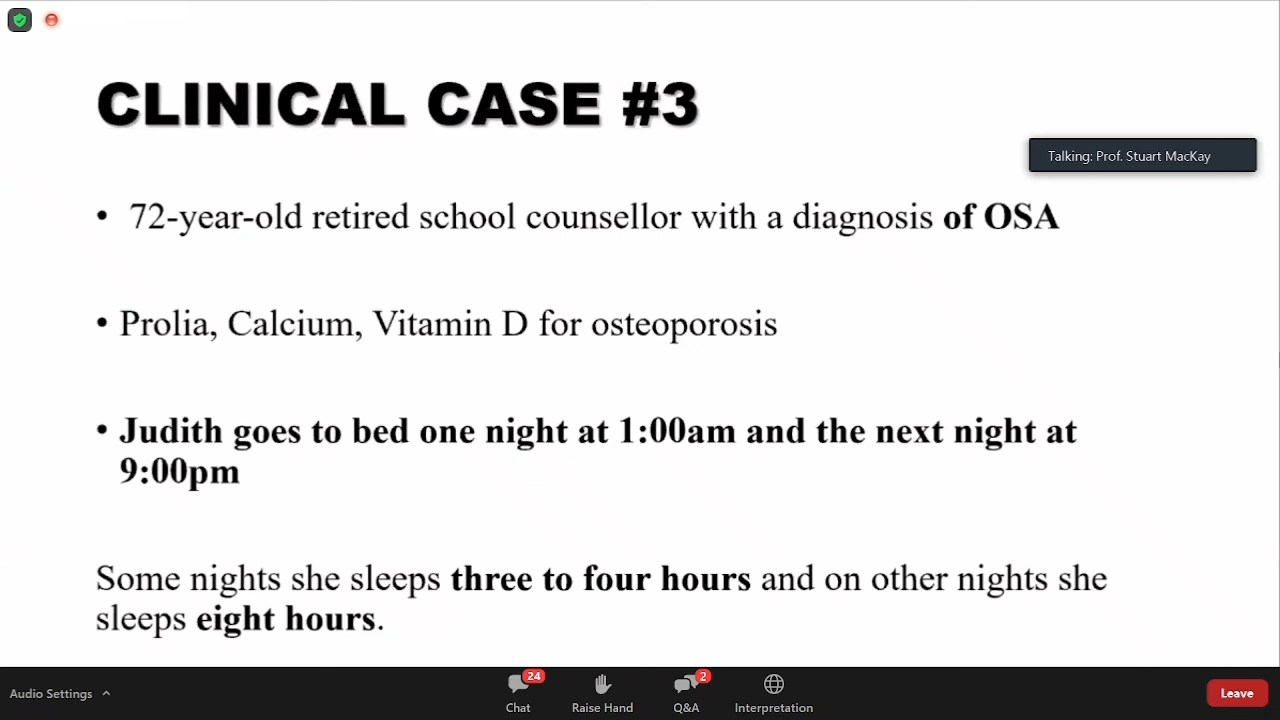 CLINICAL CASE #3
Talking: Prof. Stuart MacKay
• 72-year-old retired school counsellor with a diagnosis of OSA
• Prolia, Calcium, Vitamin D for osteoporosis
• Judith goes to bed one night at 1:00am and the next night at
9:00pm
Some nights she sleeps three to four hours and on other nights she
sleeps eight hours.
Audio Settings
24
Chat
Raise Hand
2
Q&A
Interpretation
Leave